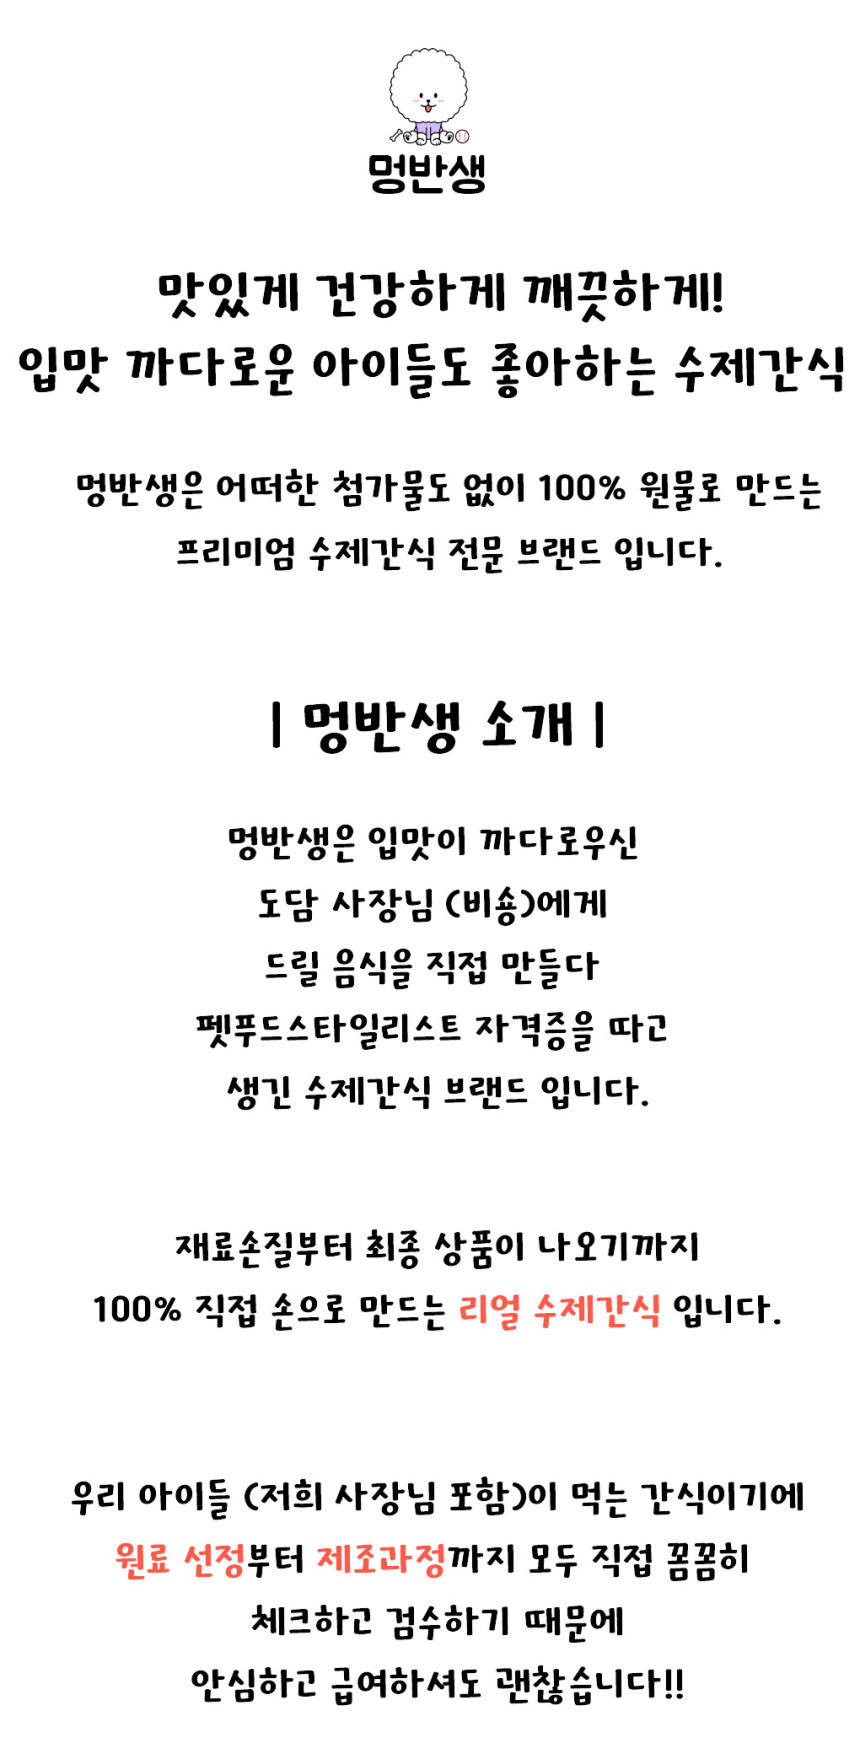 멍반생
맛있게 건강하게 깨끗하게!
입맛 까다로운 아이들도 좋아하는 수제간식
멍반생은 어떠한 첨가물도 없이 100% 원물로 만드는
프리미엄 수제간식 전문 브랜드 입니다.
| 멍반생 소개 |
멍반생은 입맛이 까다로우신
도담 사장님 (비숑)에게
드릴 음식을 직접 만들다
펫푸드스타일리스트 자격증을 따고
생긴 수제간식 브랜드 입니다.
재료손질부터 최종 상품이 나오기까지
100% 직접 손으로 만드는 리얼 수제간식 입니다.
우리 아이들 (저희 사장님 포함)이 먹는 간식이기에
원료 선정부터 제조과정까지 모두 직접 꼼꼼히
체크하고 검수하기 때문에
안심하고 급여하셔도 괜찮습니다!!